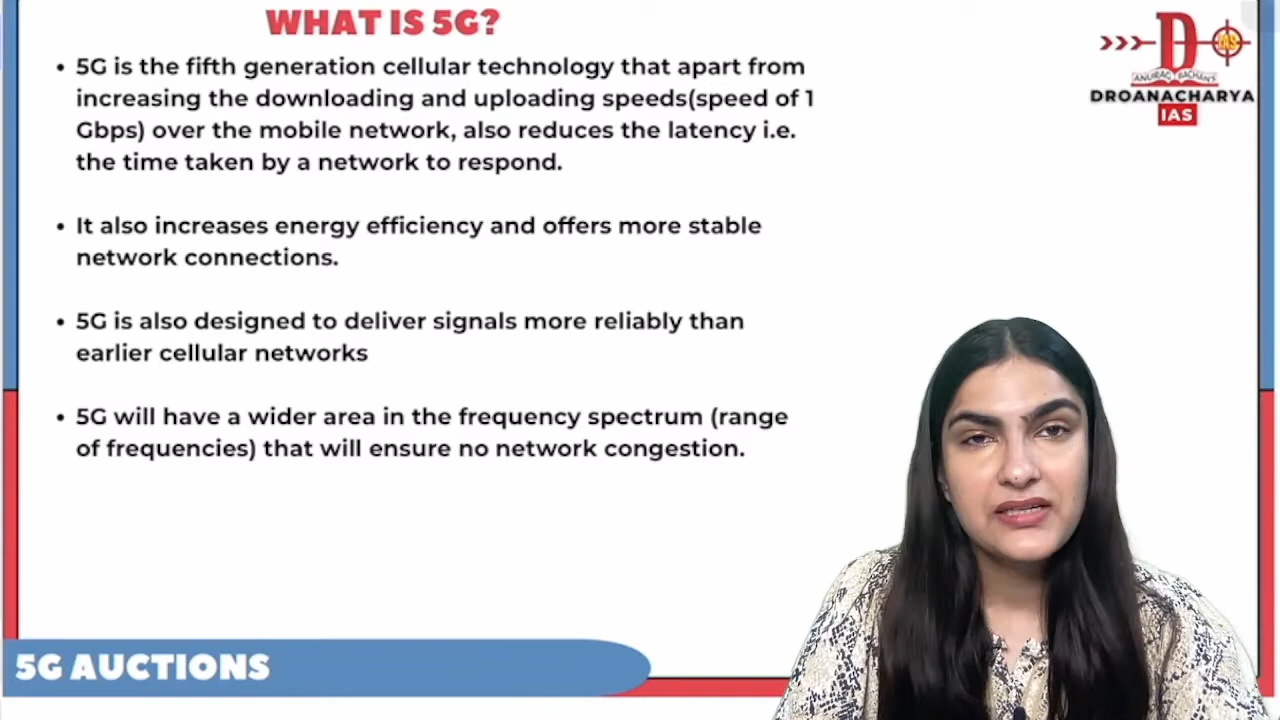 WHAT IS 5G?
• 5G is the fifth generation cellular technology that apart from
increasing the downloading and uploading speeds(speed of 1
Gbps) over the mobile network, also reduces the latency i.e.
the time taken by a network to respond.
• It also increases energy efficiency and offers more stable
network connections.
• 5G is also designed to deliver signals more reliably than
earlier cellular networks
• 5G will have a wider area in the frequency spectrum (range
of frequencies) that will ensure no network congestion.
D
IAS
ANURAG BACHAN'S
DROANACHARYA
IAS
5G AUCTIONS